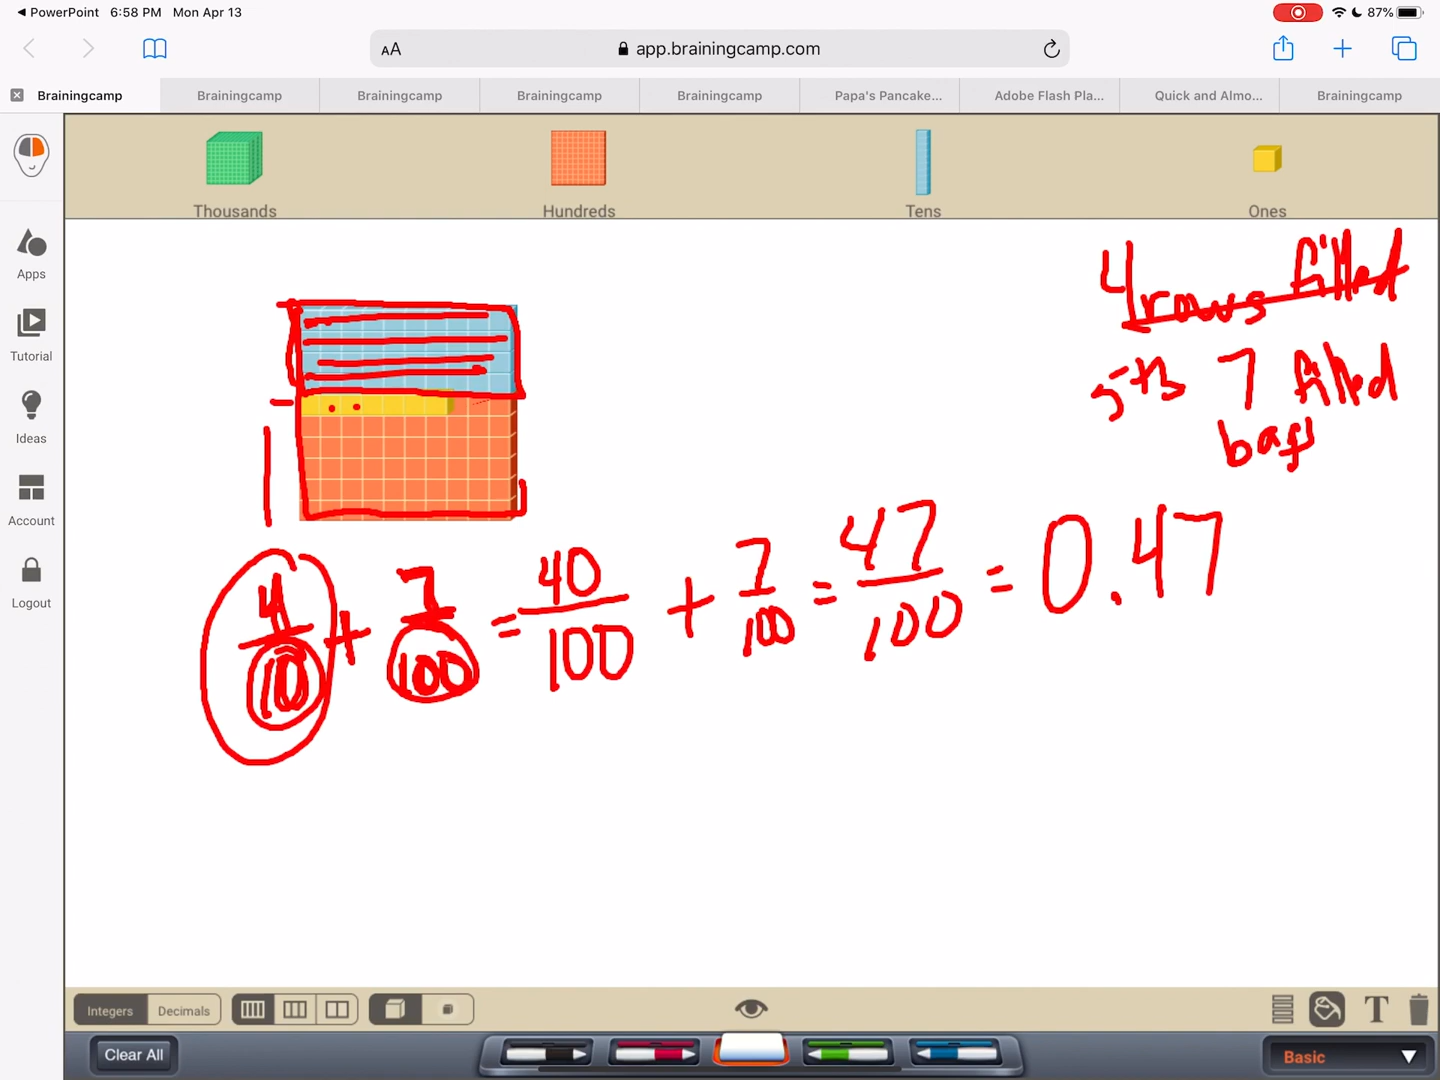 PowerPoint 6:58 PM Mon Apr 13 87%
AA app.brainingcamp.com
Brainingcamp Brainingcamp Brainingcamp Brainingcamp Brainingcamp Papa's Pancake... Adobe Flash Pla... Quick and Almo... Brainingcamp
Thousands Hundreds Tens Ones
Apps
Tutorial
Ideas
Account
Logout
4 rows filled
5th 7 filled
4/10 + 7/100 = 40/100 + 7/100 = 47/100 = 0.47
Integers Decimals T
Clear All Basic